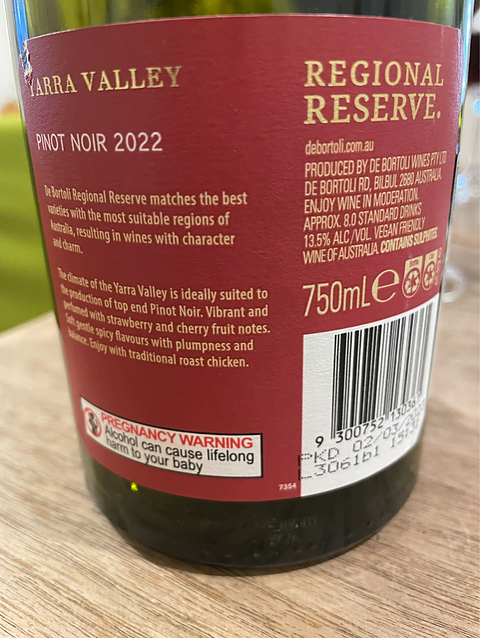 YARRA VALLEY
PINOT NOIR 2022
De Bortoli Regional Reserve matches the best
varieties with the most suitable regions of
Australia, resulting in wines with character
and charm.
The climate of the Yarra Valley is ideally suited to
the production of top end Pinot Noir. Vibrant and
perfumed with strawberry and cherry fruit notes.
Soft gentle spicy flavours with plumpness and
balance. Enjoy with traditional roast chicken.
PREGNANCY WARNING
Alcohol can cause lifelong
harm to your baby
REGIONAL
RESERVE.
debortoli.com.au
PRODUCED BY DE BORTOLI WINES PTY LTD
DE BORTOLI RD, BILBUL 2680 AUSTRALIA.
ENJOY WINE IN MODERATION.
APPROX. 8.0 STANDARD DRINKS
13.5% ALC/VOL. VEGAN FRIENDLY
WINE OF AUSTRALIA. CONTAINS SULPHITES.
750mL e
9 300752
PKD 02/03/
L3061b1
7354